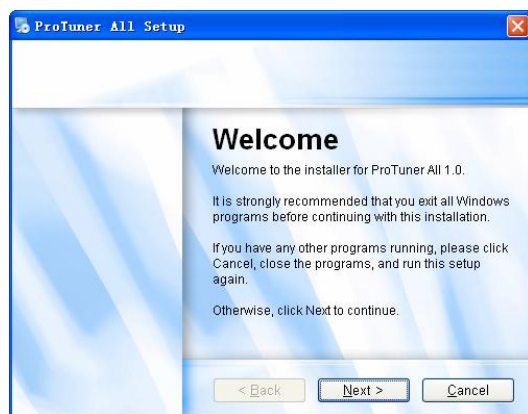 ProTuner All Setup
Welcome
Welcome to the installer for ProTuner All 1.0.
It is strongly recommended that you exit all Windows
programs before continuing with this installation.
If you have any other programs running, please click
Cancel, close the programs, and run this setup
again.
Otherwise, click Next to continue.
< Back
Next >
Cancel